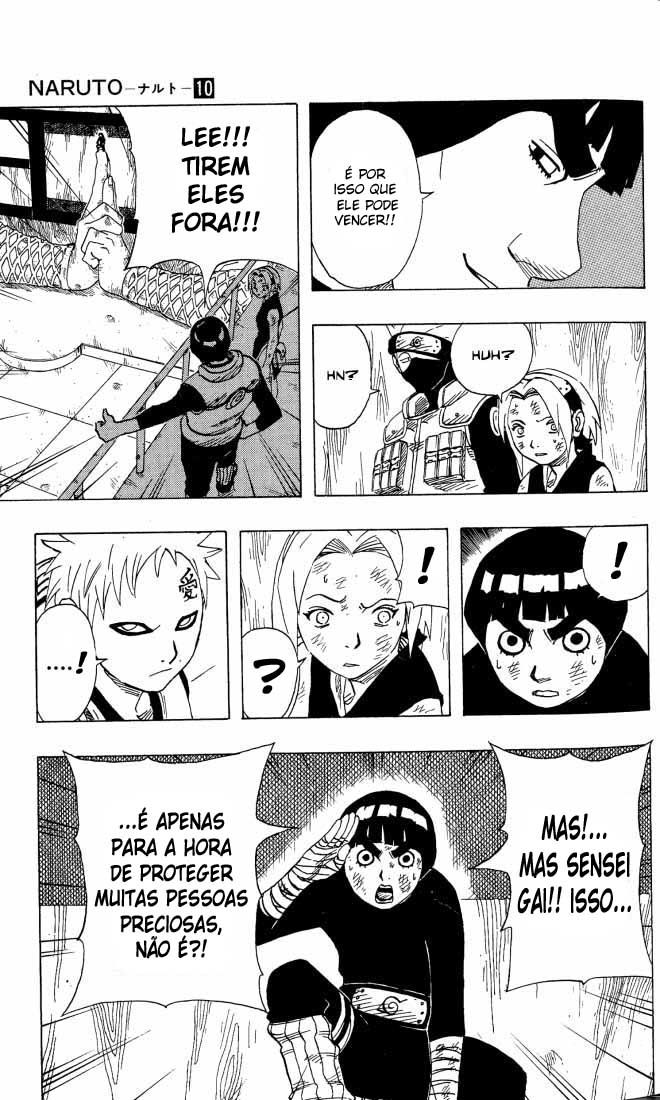 NARUTO—ナルト—10
É POR
ISSO QUE
ELE PODE
VENCER!!
LEE!!!
TIREM
ELES
FORA!!!
HUH?
HN?
!
!
?
....!
愛
MAS!...
MAS SENSEI
GAI!! ISSO...
...É APENAS
PARA A HORA
DE PROTEGER
MUITAS PESSOAS
PRECIOSAS,
NÃO É?!